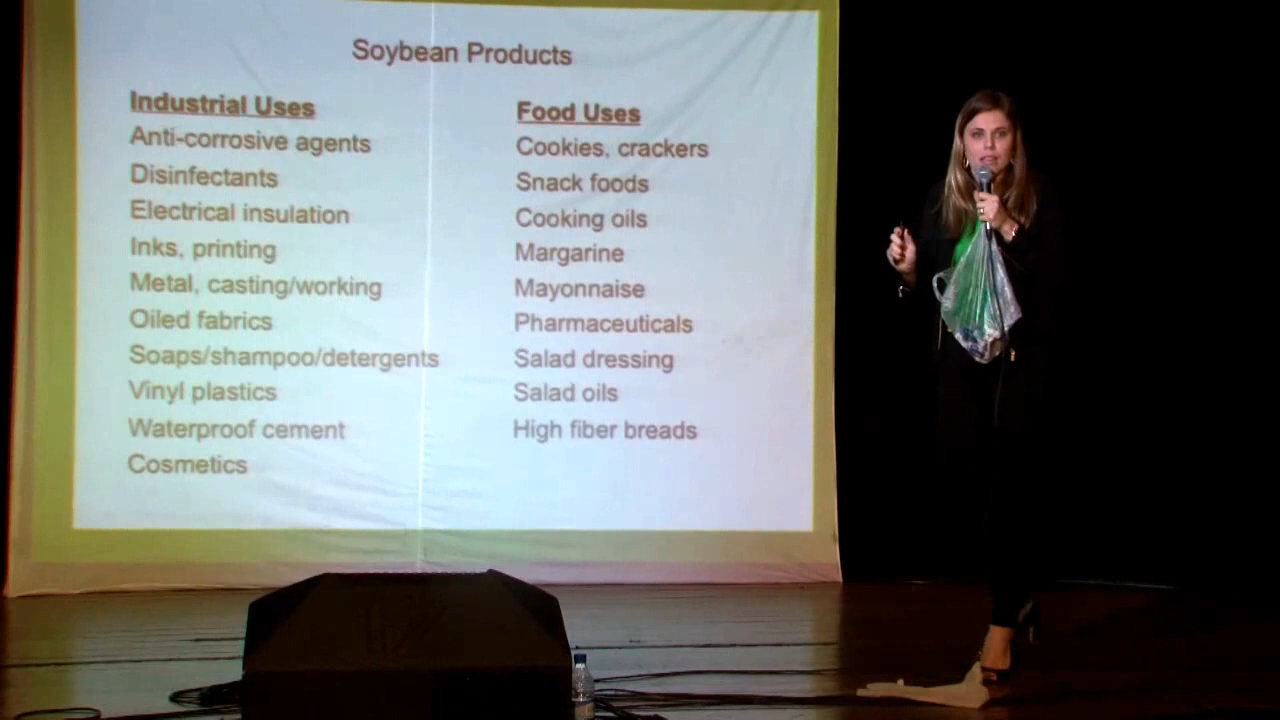 Soybean Products
Industrial Uses
Anti-corrosive agents
Disinfectants
Electrical insulation
Inks, printing
Metal, casting/working
Oiled fabrics
Soaps/shampoo/detergents
Vinyl plastics
Waterproof cement
Cosmetics
Food Uses
Cookies, crackers
Snack foods
Cooking oils
Margarine
Mayonnaise
Pharmaceuticals
Salad dressing
Salad oils
High fiber breads